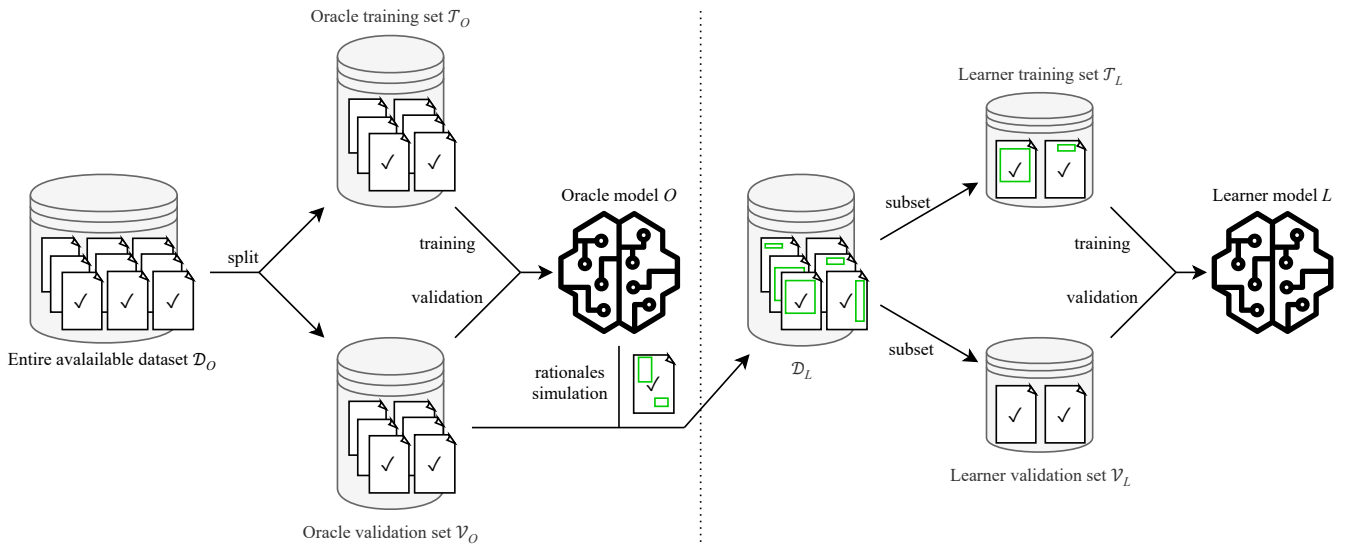 Oracle training set 𝒯_O
Learner training set 𝒯_L
Oracle model O
Learner model L
subset
split
training
training
validation
validation
Entire avalailable dataset 𝒟_O
subset
rationales
simulation
𝒟_L
Learner validation set 𝒱_L
Oracle validation set 𝒱_O